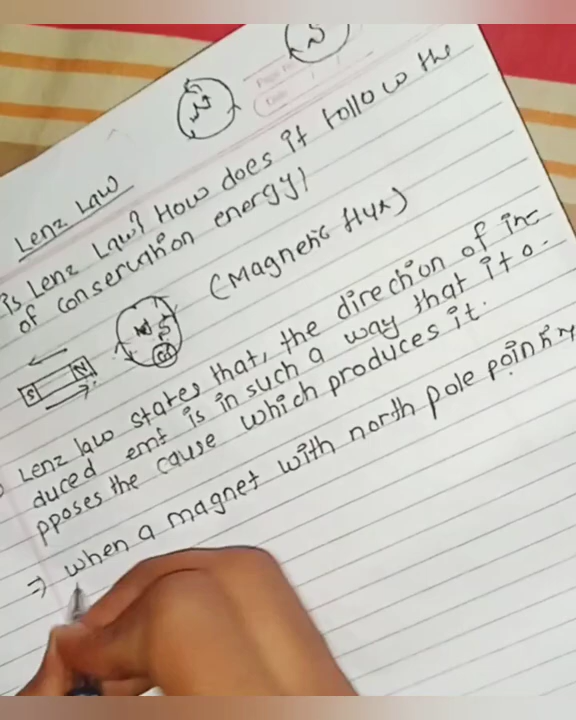 N
N
Lenz Law
is Lenz Law? How does it follow the
of conservation energy)
(Magnetic flux)
S N
N S
G
Lenz law states that, the direction of in-
duced emf is in such a way that it o-
pposes the cause which produces it.
⇒ when a magnet with north pole pointin